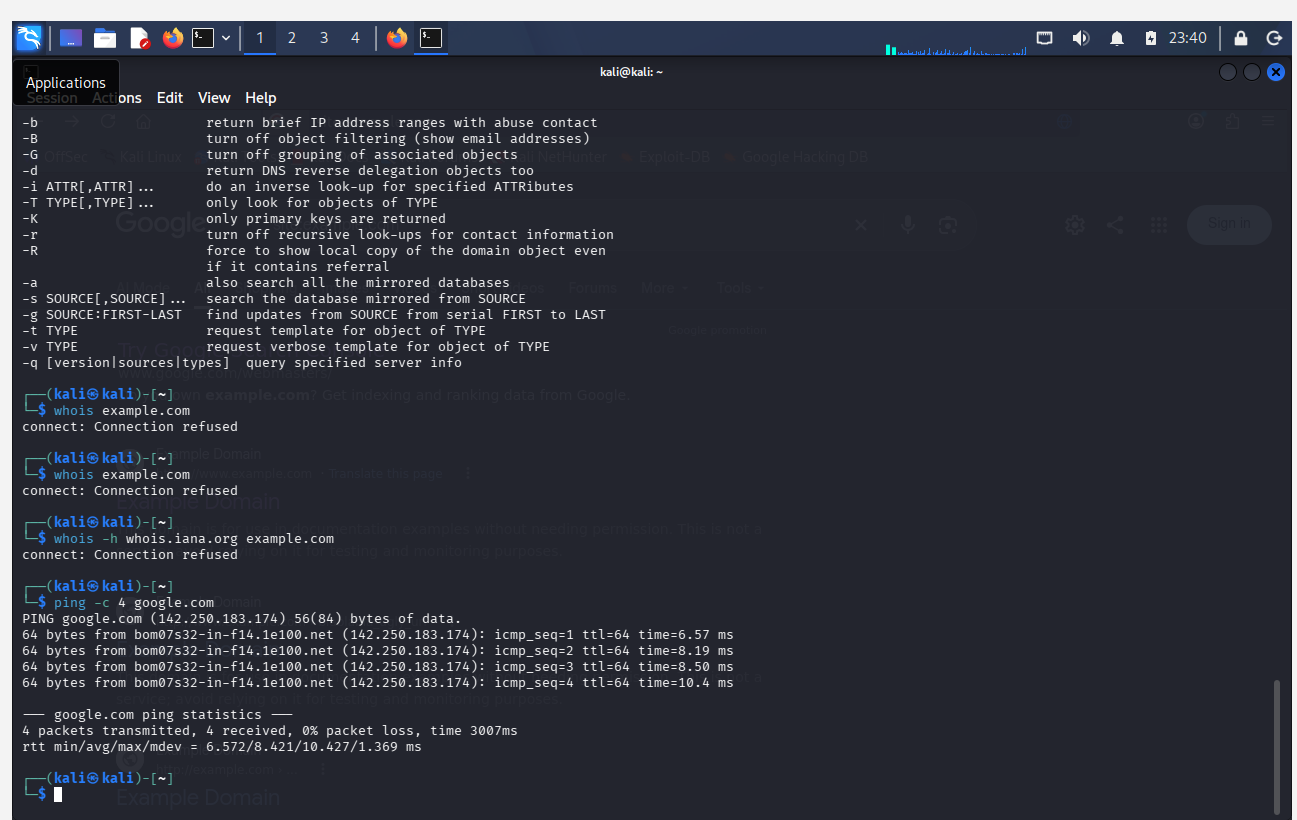 1 2 3 4 23:40
Applications
kali@kali: ~
Session Actions Edit View Help
-b return brief IP address ranges with abuse contact
-B turn off object filtering (show email addresses)
-G turn off grouping of associated objects
-d return DNS reverse delegation objects too
-i ATTR[,ATTR]... do an inverse look-up for specified ATTRibutes
-T TYPE[,TYPE]... only look for objects of TYPE
-K only primary keys are returned
-r turn off recursive look-ups for contact information
-R force to show local copy of the domain object even
if it contains referral
-a also search all the mirrored databases
-s SOURCE[,SOURCE]... search the database mirrored from SOURCE
-g SOURCE:FIRST-LAST find updates from SOURCE from serial FIRST to LAST
-t TYPE request template for object of TYPE
-v TYPE request verbose template for object of TYPE
-q [version|sources|types] query specified server info
┌──(kali㉿kali)-[~]
└─$ whois example.com
connect: Connection refused
┌──(kali㉿kali)-[~]
└─$ whois example.com
connect: Connection refused
┌──(kali㉿kali)-[~]
└─$ whois -h whois.iana.org example.com
connect: Connection refused
┌──(kali㉿kali)-[~]
└─$ ping -c 4 google.com
PING google.com (142.250.183.174) 56(84) bytes of data.
64 bytes from bom07s32-in-f14.1e100.net (142.250.183.174): icmp_seq=1 ttl=64 time=6.57 ms
64 bytes from bom07s32-in-f14.1e100.net (142.250.183.174): icmp_seq=2 ttl=64 time=8.19 ms
64 bytes from bom07s32-in-f14.1e100.net (142.250.183.174): icmp_seq=3 ttl=64 time=8.50 ms
64 bytes from bom07s32-in-f14.1e100.net (142.250.183.174): icmp_seq=4 ttl=64 time=10.4 ms
--- google.com ping statistics ---
4 packets transmitted, 4 received, 0% packet loss, time 3007ms
rtt min/avg/max/mdev = 6.572/8.421/10.427/1.369 ms
┌──(kali㉿kali)-[~]
└─$